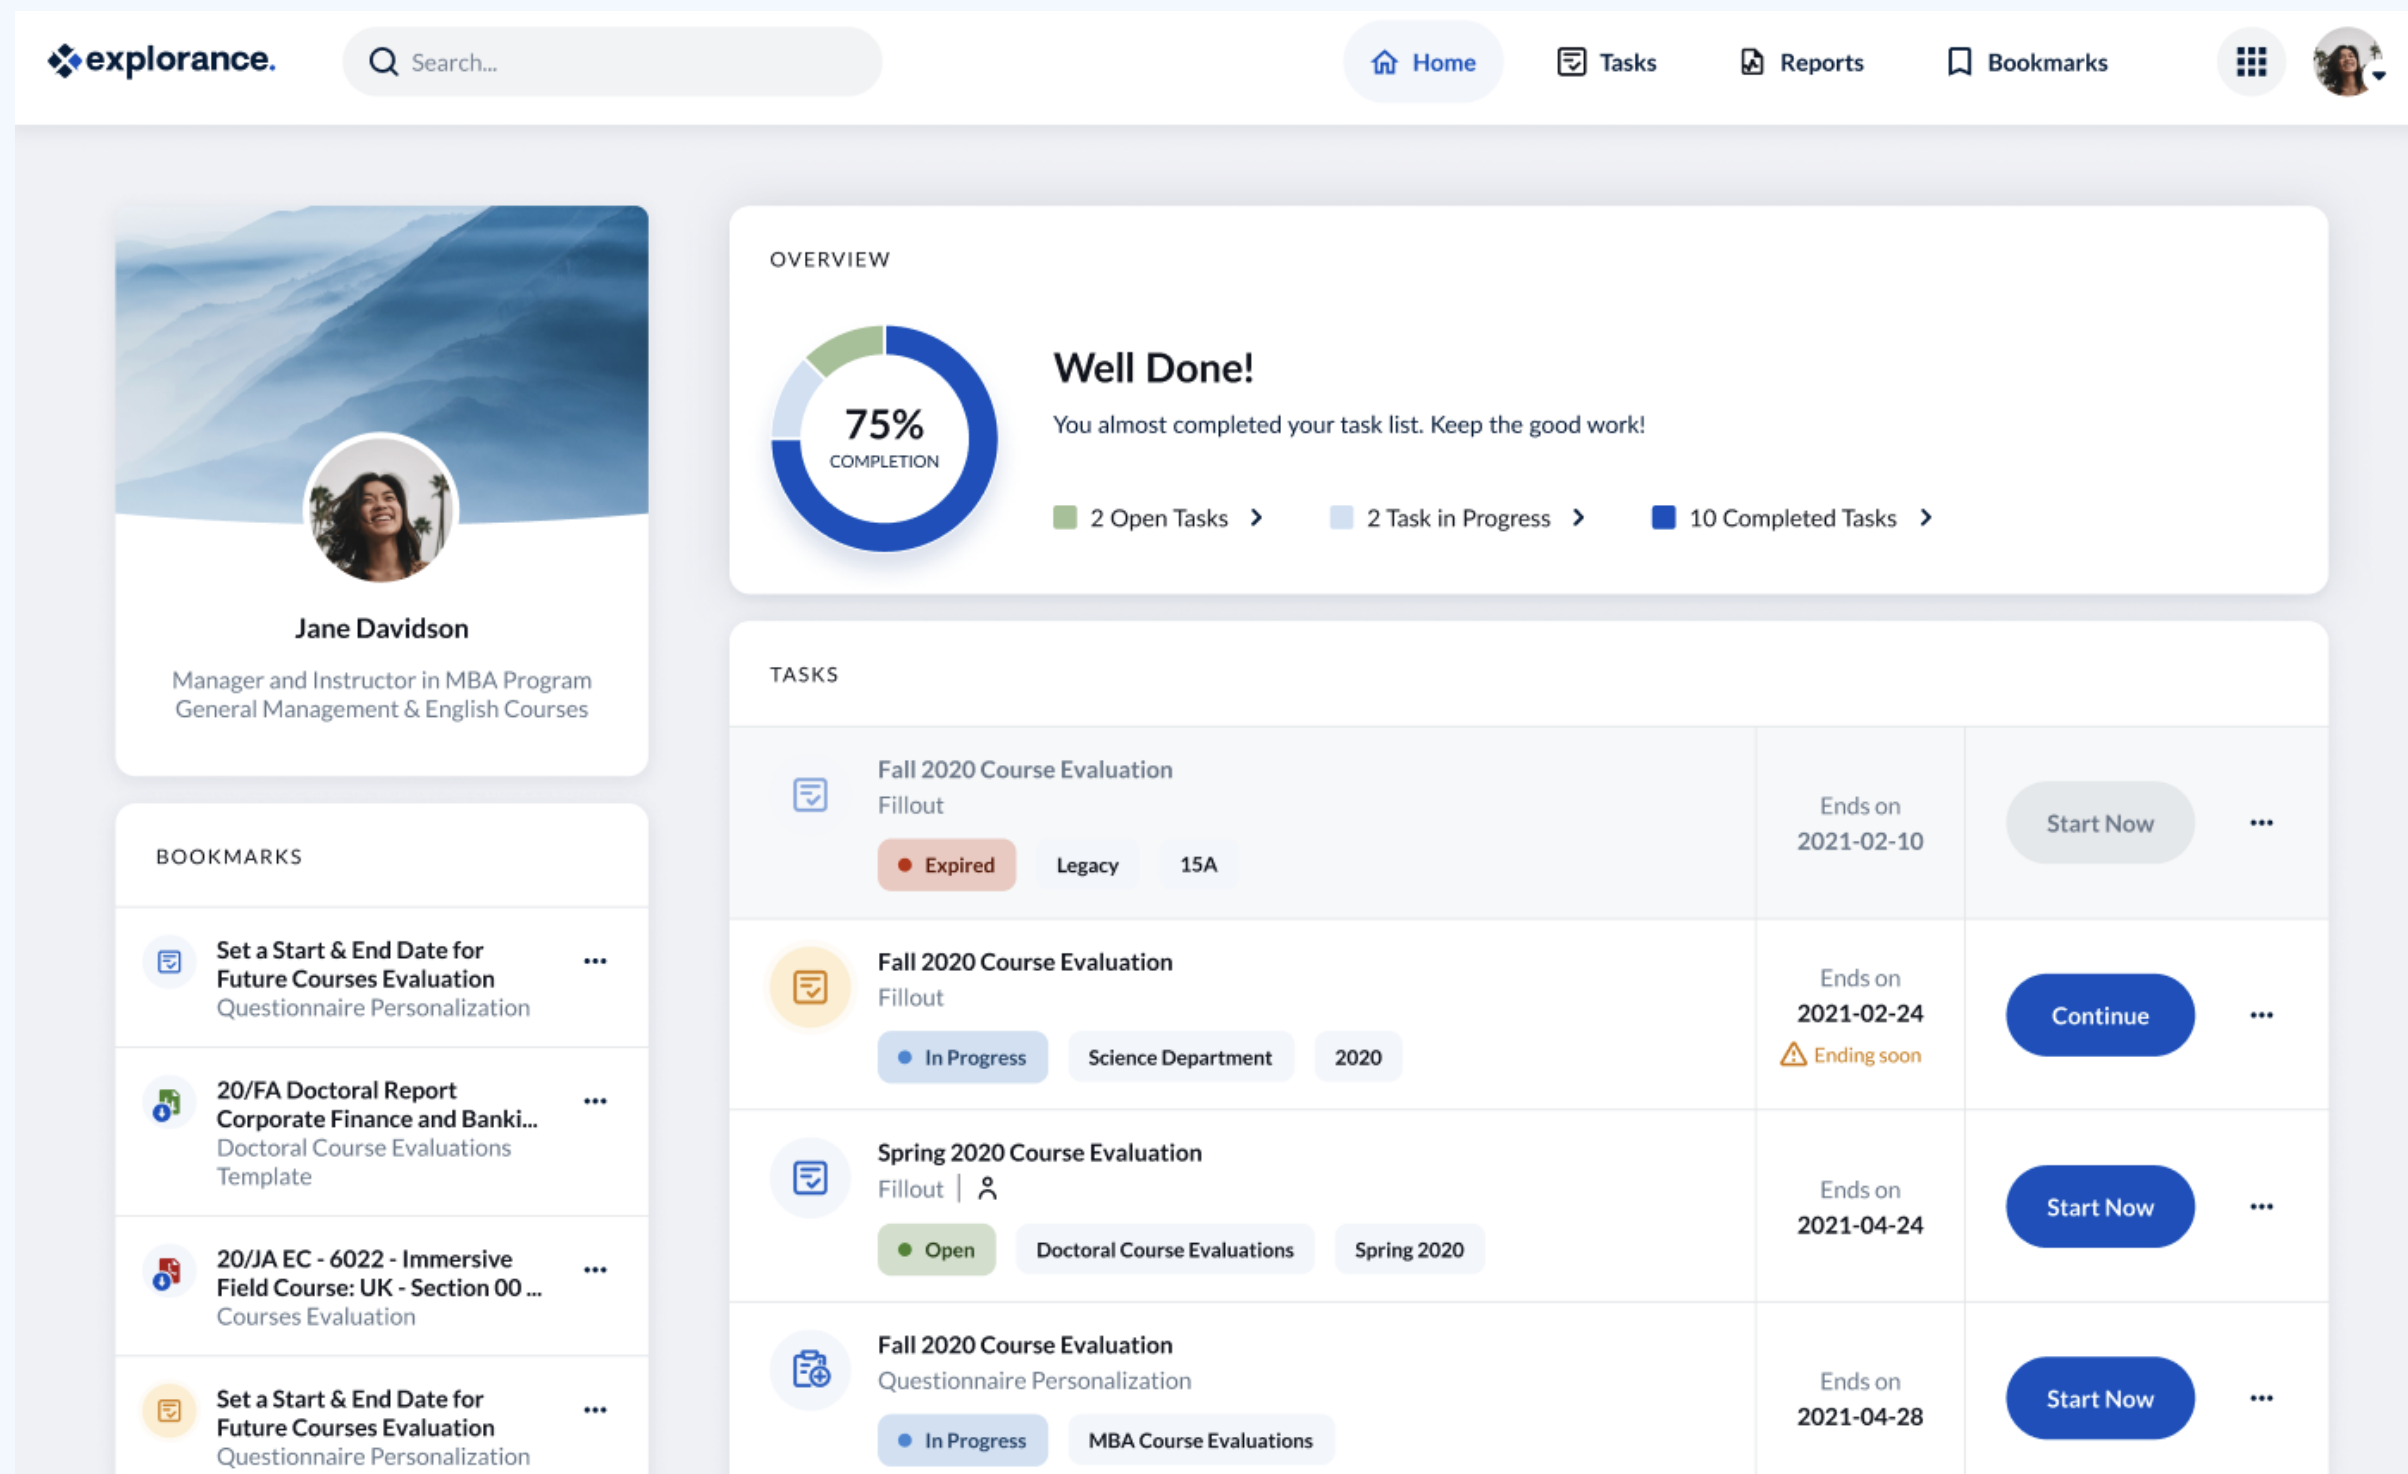 explorance.
Search...
Home
Tasks
Reports
Bookmarks
Jane Davidson
Manager and Instructor in MBA Program
General Management & English Courses
BOOKMARKS
Set a Start & End Date for
Future Courses Evaluation
Questionnaire Personalization
20/FA Doctoral Report
Corporate Finance and Banki...
Doctoral Course Evaluations
Template
20/JA EC - 6022 - Immersive
Field Course: UK - Section 00 ...
Courses Evaluation
Set a Start & End Date for
Future Courses Evaluation
Questionnaire Personalization
OVERVIEW
75%
COMPLETION
Well Done!
You almost completed your task list. Keep the good work!
2 Open Tasks
2 Task in Progress
10 Completed Tasks
TASKS
Fall 2020 Course Evaluation
Fillout
Expired
Legacy
15A
Ends on
2021-02-10
Start Now
Fall 2020 Course Evaluation
Fillout
In Progress
Science Department
2020
Ends on
2021-02-24
Ending soon
Continue
Spring 2020 Course Evaluation
Fillout
Open
Doctoral Course Evaluations
Spring 2020
Ends on
2021-04-24
Start Now
Fall 2020 Course Evaluation
Questionnaire Personalization
In Progress
MBA Course Evaluations
Ends on
2021-04-28
Start Now